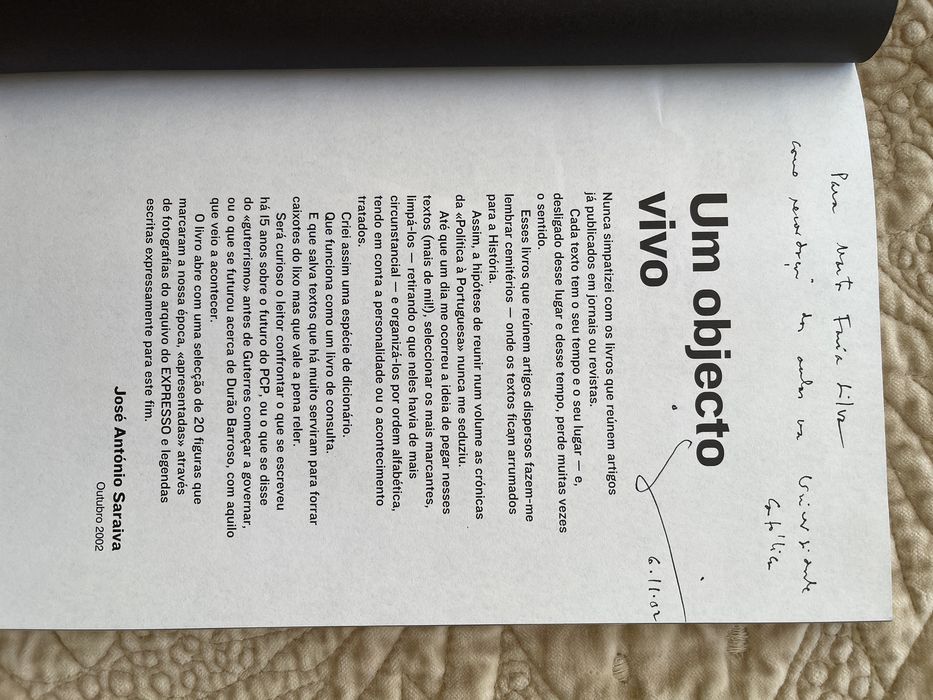 Para Faria Silva
como recordação das aulas na Universidade
Católica
Um objecto
vivo
6.11.02
Nunca simpatizei com os livros que reúnem artigos
já publicados em jornais ou revistas.
Cada texto tem o seu tempo e o seu lugar — e,
desligado desse lugar e desse tempo, perde muitas vezes
o sentido.
Esses livros que reúnem artigos dispersos fazem-me
lembrar cemitérios — onde os textos ficam arrumados
para a História.
Assim, a hipótese de reunir num volume as crónicas
da «Política à Portuguesa» nunca me seduziu.
Até que um dia me ocorreu a ideia de pegar nesses
textos (mais de mil!), seleccionar os mais marcantes,
limpá-los — retirando o que neles havia de mais
circunstancial — e organizá-los por ordem alfabética,
tendo em conta a personalidade ou o acontecimento
tratados.
Criei assim uma espécie de dicionário.
Que funciona como um livro de consulta.
E que salva textos que há muito serviram para forrar
caixotes do lixo mas que vale a pena reler.
Será curioso o leitor confrontar o que se escreveu
há 15 anos sobre o futuro do PCP, ou o que se disse
do «guterrismo» antes de Guterres começar a governar,
ou o que se futurou acerca de Durão Barroso, com aquilo
que veio a acontecer.
O livro abre com uma selecção de 20 figuras que
marcaram a nossa época, «apresentadas» através
de fotografias do arquivo do EXPRESSO e legendas
escritas expressamente para este fim.
José António Saraiva
Outubro 2002